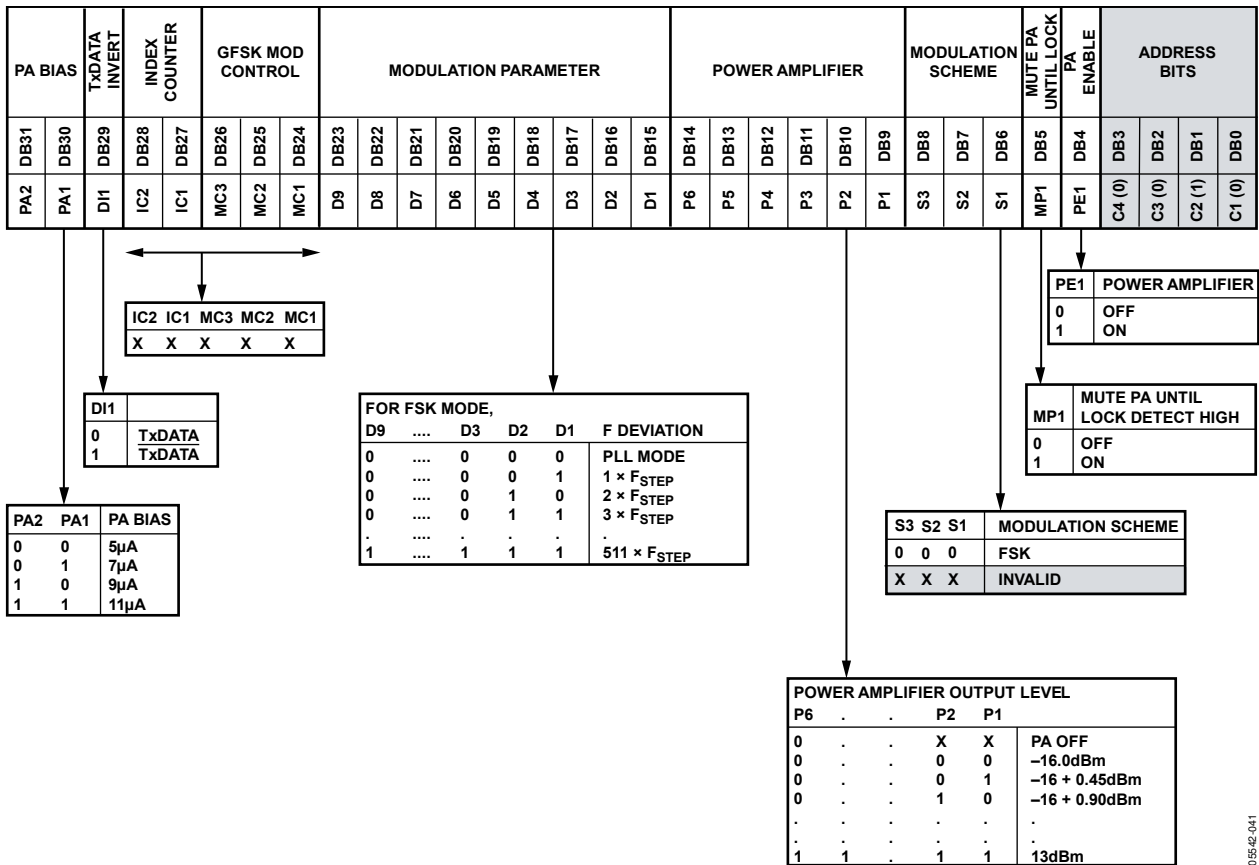 PA BIAS
TxDATA
INVERT
INDEX
COUNTER
GFSK MOD
CONTROL
MODULATION PARAMETER
POWER AMPLIFIER
MODULATION
SCHEME
MUTE PA
UNTIL LOCK
PA
ENABLE
ADDRESS
BITS
DB31 DB30 DB29 DB28 DB27 DB26 DB25 DB24 DB23 DB22 DB21 DB20 DB19 DB18 DB17 DB16 DB15 DB14 DB13 DB12 DB11 DB10 DB9 DB8 DB7 DB6 DB5 DB4 DB3 DB2 DB1 DB0
PA2 PA1 DI1 IC2 IC1 MC3 MC2 MC1 D9 D8 D7 D6 D5 D4 D3 D2 D1 P6 P5 P4 P3 P2 P1 S3 S2 S1 MP1 PE1 C4 (0) C3 (0) C2 (1) C1 (0)
PE1 POWER AMPLIFIER
0 OFF
1 ON
IC2 IC1 MC3 MC2 MC1
X X X X X
MUTE PA UNTIL
MP1 LOCK DETECT HIGH
0 OFF
1 ON
DI1
0 TxDATA
1 TxDATA
FOR FSK MODE,
D9 .... D3 D2 D1 F DEVIATION
0 .... 0 0 0 PLL MODE
0 .... 0 0 1 1 × FSTEP
0 .... 0 1 0 2 × FSTEP
0 .... 0 1 1 3 × FSTEP
. .... . . . .
1 .... 1 1 1 511 × FSTEP
PA2 PA1 PA BIAS
0 0 5µA
0 1 7µA
1 0 9µA
1 1 11µA
S3 S2 S1 MODULATION SCHEME
0 0 0 FSK
X X X INVALID
POWER AMPLIFIER OUTPUT LEVEL
P6 . . P2 P1
0 . . X X PA OFF
0 . . 0 0 –16.0dBm
0 . . 0 1 –16 + 0.45dBm
0 . . 1 0 –16 + 0.90dBm
. . . . . .
. . . . . .
1 1 . 1 1 13dBm
05542-041